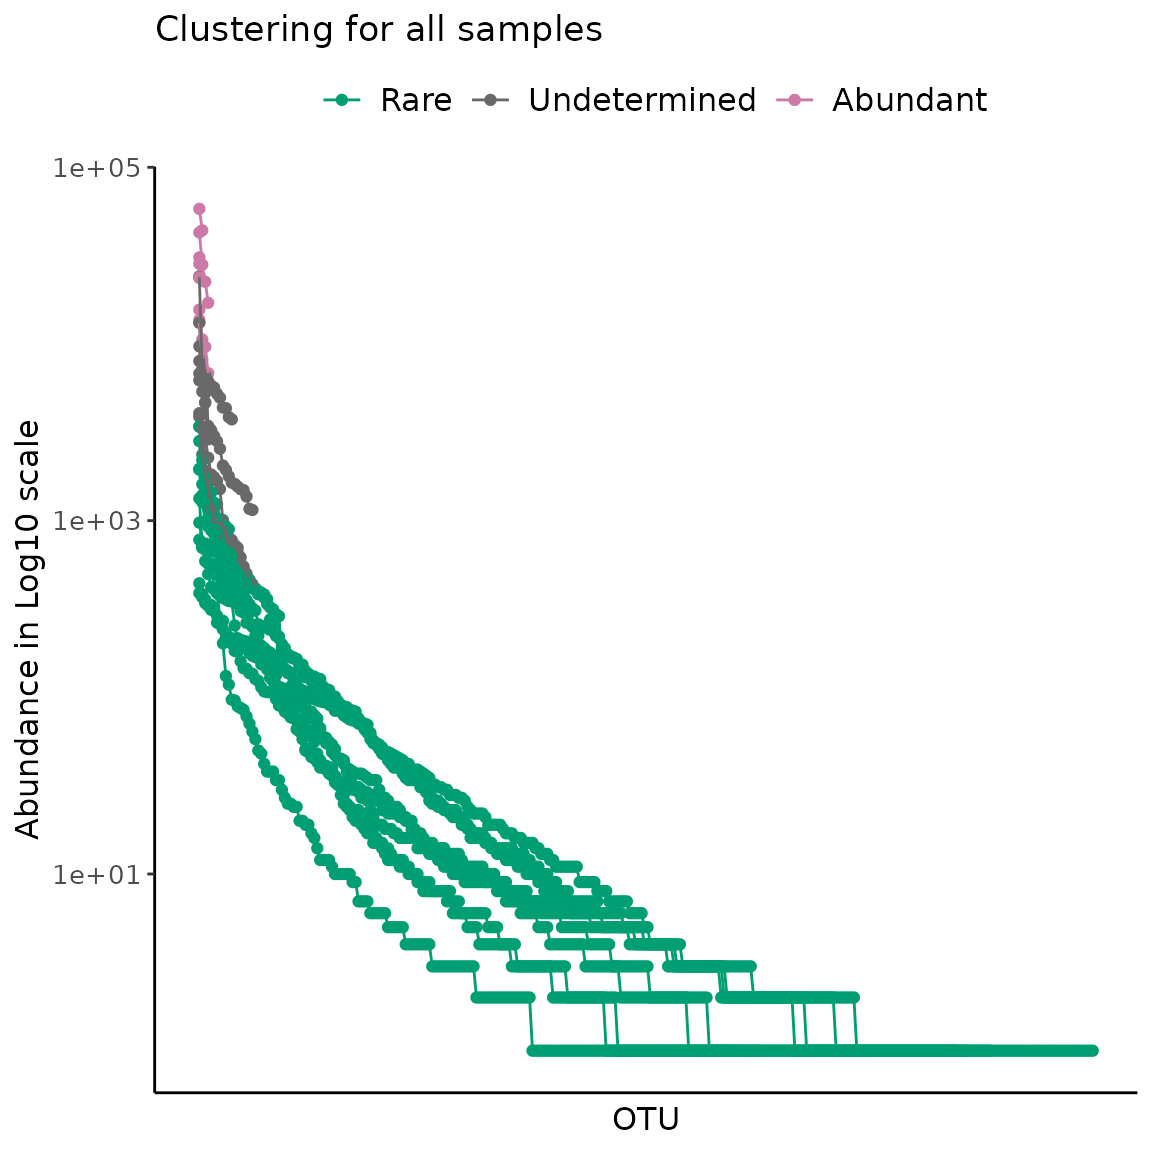 Clustering for all samples
Rare Undetermined Abundant
1e+05
1e+03
1e+01
Abundance in Log10 scale
OTU